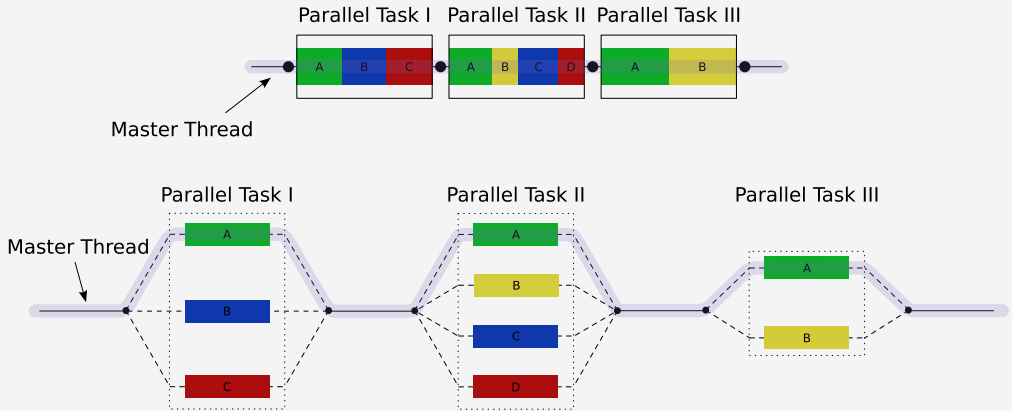 Parallel Task I
Parallel Task II
Parallel Task III
A
B
C
A
B
C
D
A
B
Master Thread
Parallel Task I
Parallel Task II
Parallel Task III
Master Thread
A
B
C
A
B
C
D
A
B